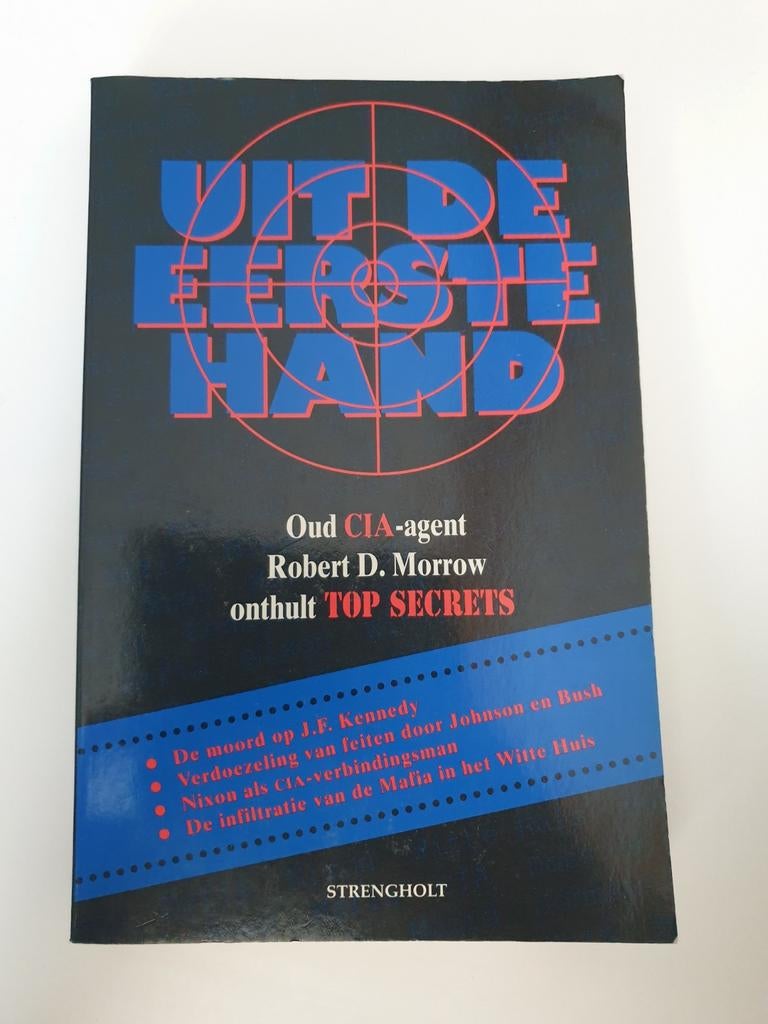 UIT DE
EERSTE
HAND
Oud CIA-agent
Robert D. Morrow
onthult TOP SECRETS
• De moord op J.F. Kennedy
• Verdoezeling van feiten door Johnson en Bush
• Nixon als CIA-verbindingsman
• De infiltratie van de Mafia in het Witte Huis
STRENGHOLT